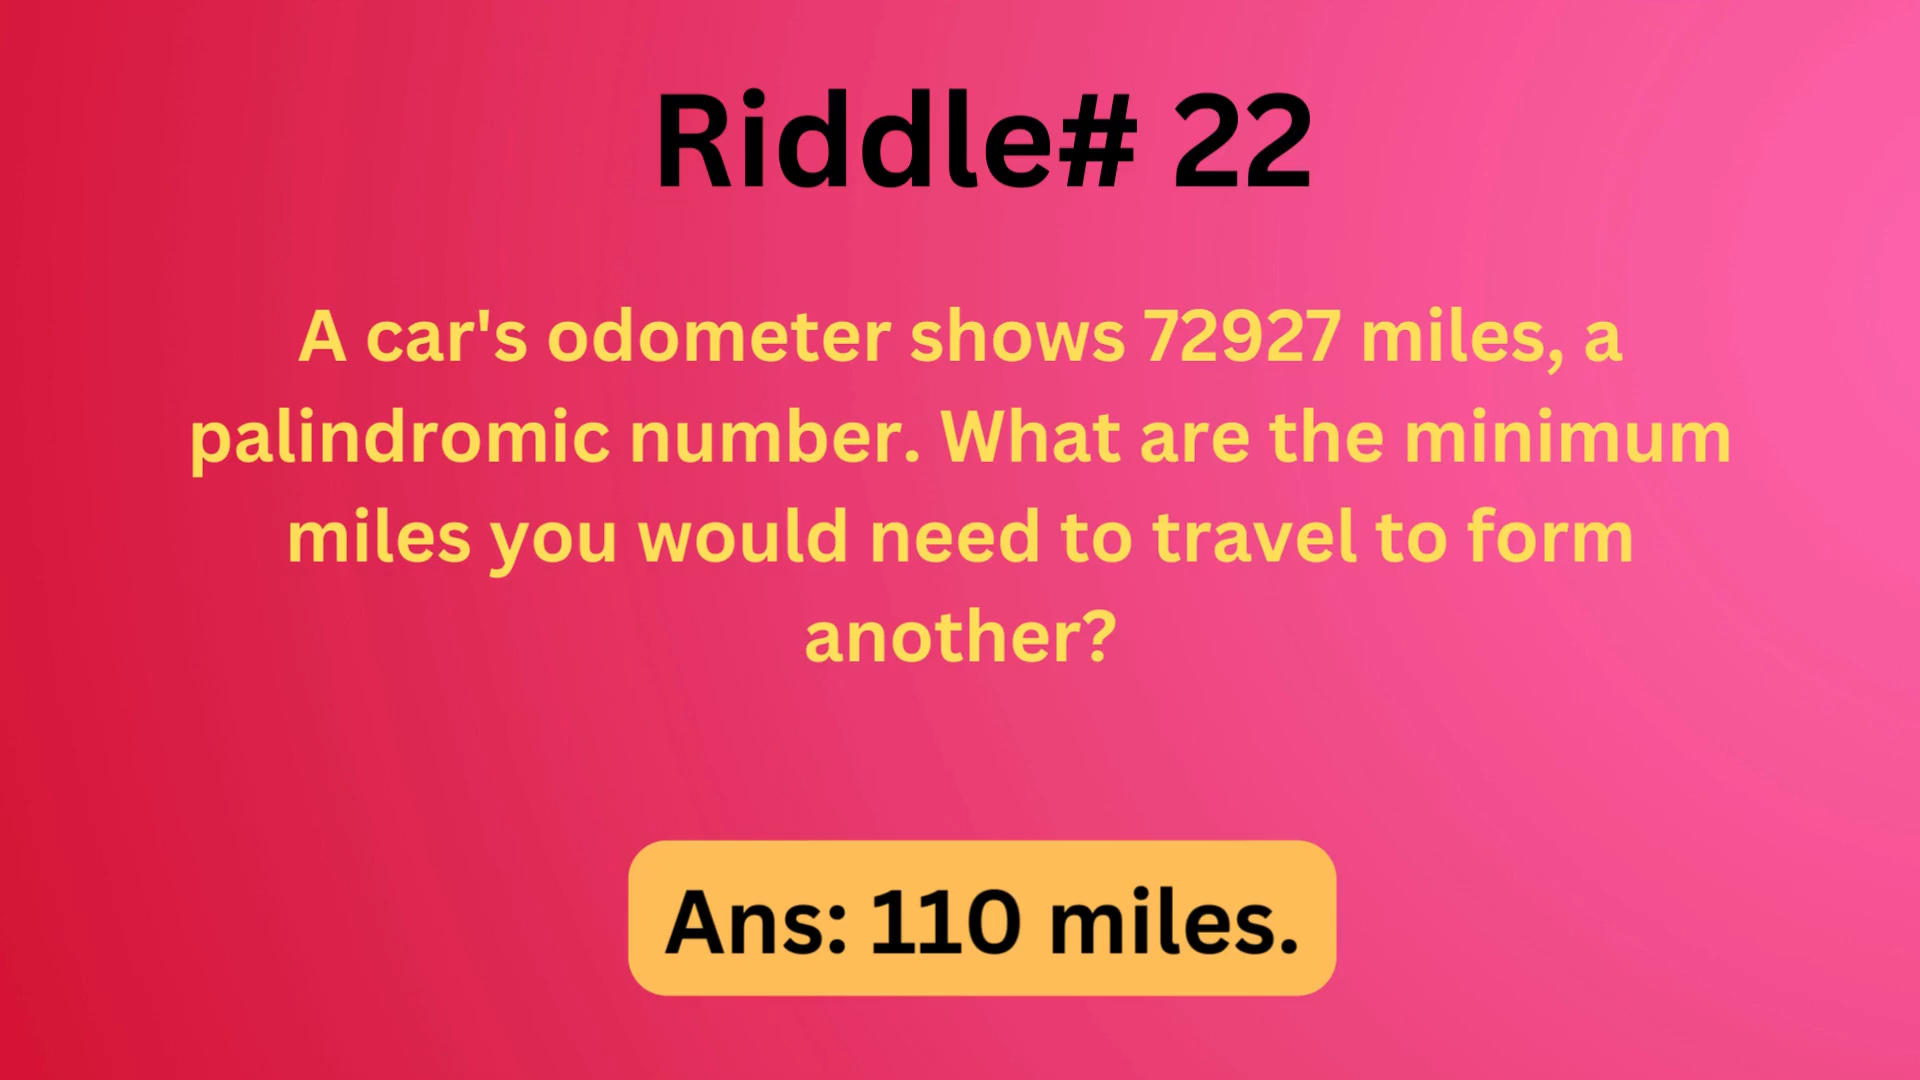 Riddle# 22
A car's odometer shows 72927 miles, a
palindromic number. What are the minimum
miles you would need to travel to form
another?
Ans: 110 miles.